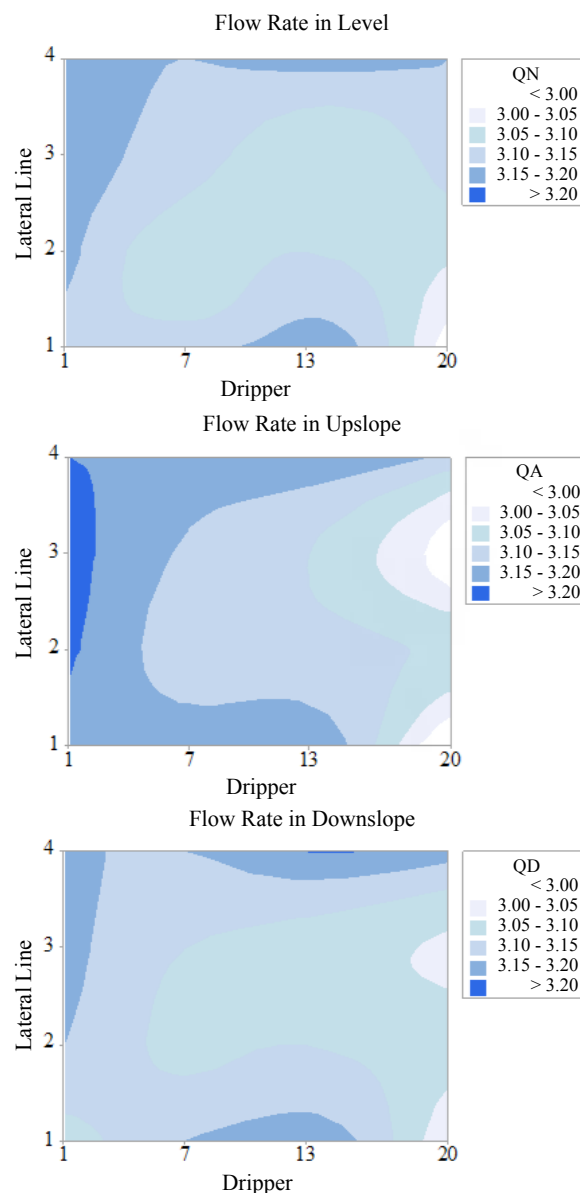 Flow Rate in Level
4
3
2
1
Lateral Line
1 7 13 20
Dripper
QN
< 3.00
3.00 - 3.05
3.05 - 3.10
3.10 - 3.15
3.15 - 3.20
> 3.20
Flow Rate in Upslope
4
3
2
1
Lateral Line
1 7 13 20
Dripper
QA
< 3.00
3.00 - 3.05
3.05 - 3.10
3.10 - 3.15
3.15 - 3.20
> 3.20
Flow Rate in Downslope
4
3
2
1
Lateral Line
1 7 13 20
Dripper
QD
< 3.00
3.00 - 3.05
3.05 - 3.10
3.10 - 3.15
3.15 - 3.20
> 3.20